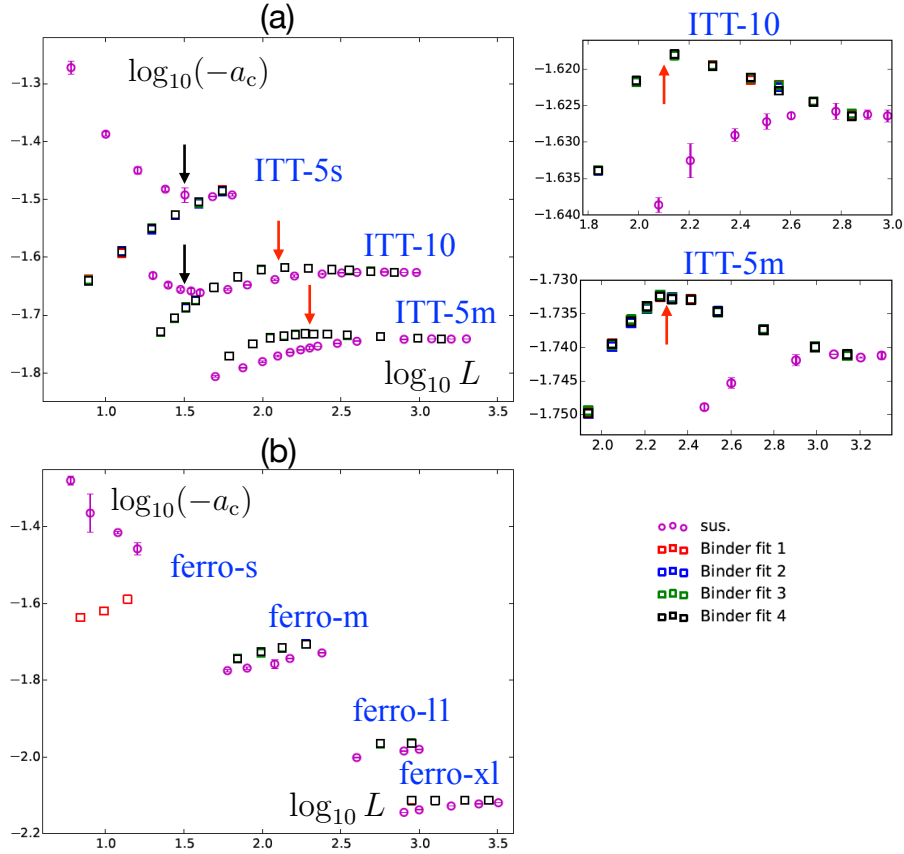 (a)
log₁₀(−a_c)
ITT-5s
ITT-10
ITT-5m
log₁₀ L
−1.3
−1.4
−1.5
−1.6
−1.7
−1.8
1.0 1.5 2.0 2.5 3.0 3.5
ITT-10
−1.620
−1.625
−1.630
−1.635
−1.640
1.8 2.0 2.2 2.4 2.6 2.8 3.0
ITT-5m
−1.730
−1.735
−1.740
−1.745
−1.750
2.0 2.2 2.4 2.6 2.8 3.0 3.2
(b)
log₁₀(−a_c)
ferro-s
ferro-m
ferro-l1
ferro-xl
log₁₀ L
−1.4
−1.6
−1.8
−2.0
−2.2
1.0 1.5 2.0 2.5 3.0 3.5
sus.
Binder fit 1
Binder fit 2
Binder fit 3
Binder fit 4